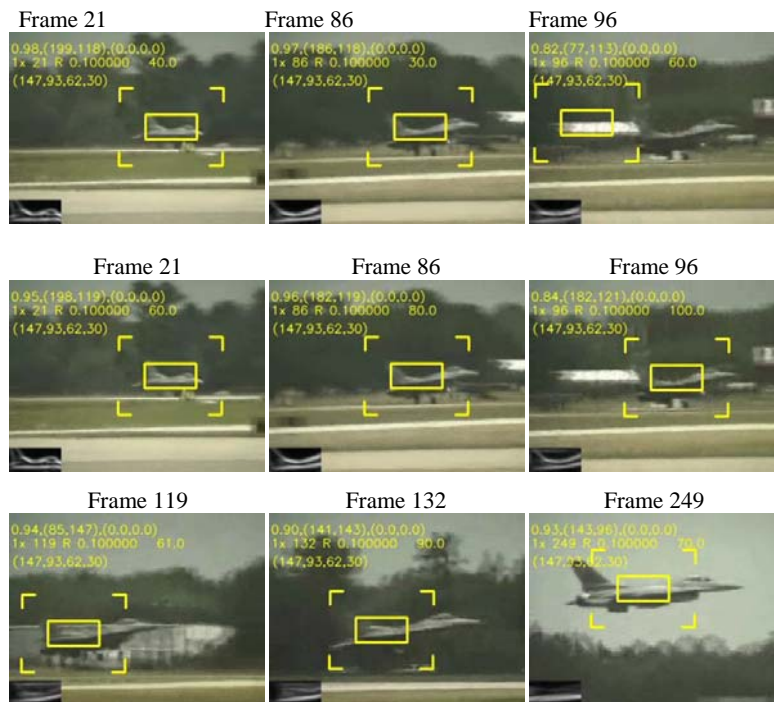 Frame 21
Frame 86
Frame 96
0.98,(199,118),(0.0,0.0)
1x 21 R 0.100000 40.0
(147,93,62,30)
0.97,(186,118),(0.0,0.0)
1x 86 R 0.100000 30.0
(147,93,62,30)
0.82,(77,113),(0.0,0.0)
1x 96 R 0.100000 60.0
(147,93,62,30)
Frame 21
Frame 86
Frame 96
0.95,(198,119),(0.0,0.0)
1x 21 R 0.100000 60.0
(147,93,62,30)
0.96,(182,119),(0.0,0.0)
1x 86 R 0.100000 80.0
(147,93,62,30)
0.84,(182,121),(0.0,0.0)
1x 96 R 0.100000 100.0
(147,93,62,30)
Frame 119
Frame 132
Frame 249
0.94,(85,147),(0.0,0.0)
1x 119 R 0.100000 61.0
(147,93,62,30)
0.90,(141,143),(0.0,0.0)
1x 132 R 0.100000 90.0
(147,93,62,30)
0.93,(143,96),(0.0,0.0)
1x 249 R 0.100000 70.0
(147,93,62,30)